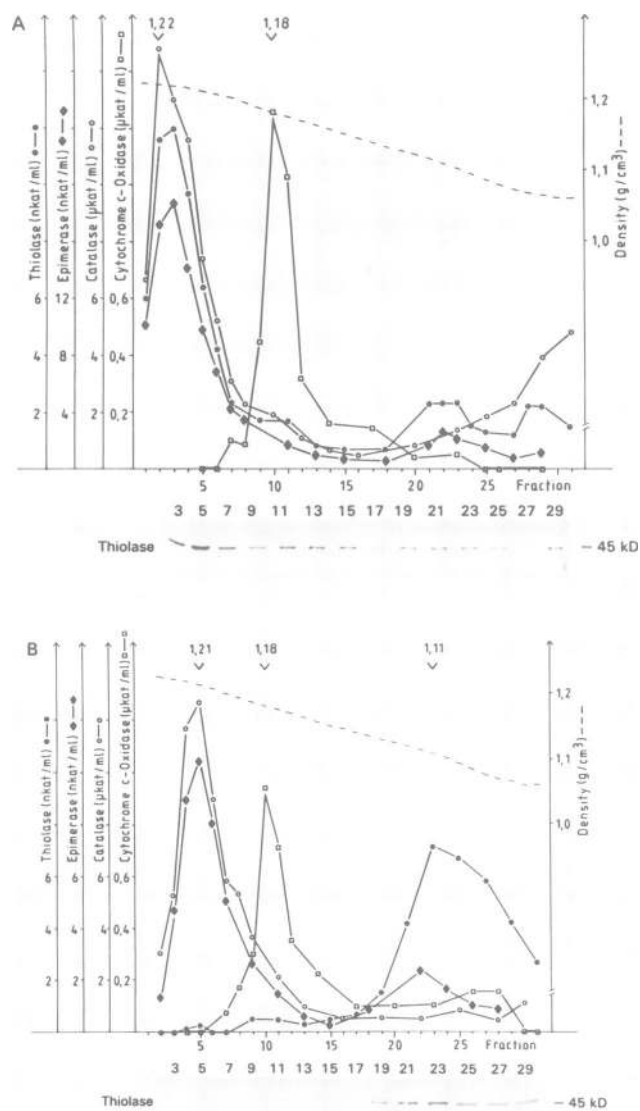 A
1,22 1,18
Thiolase (nkat/ml)
Epimerase (nkat/ml)
Catalase (µkat/ml)
Cytochrome c-Oxidase (µkat/ml)
Density (g/cm³)
1,2
1,1
1,0
6 12 6 0,6
4 8 4 0,4
2 4 2 0,2
5 10 15 20 25 Fraction
3 5 7 9 11 13 15 17 19 21 23 25 27 29
Thiolase 45 kD
B
1,21 1,18 1,11
Thiolase (nkat/ml)
Epimerase (nkat/ml)
Catalase (µkat/ml)
Cytochrome c-Oxidase (µkat/ml)
Density (g/cm³)
1,2
1,1
1,0
6 6 6 0,6
4 4 4 0,4
2 2 2 0,2
5 10 15 20 25 Fraction
3 5 7 9 11 13 15 17 19 21 23 25 27 29
Thiolase 45 kD